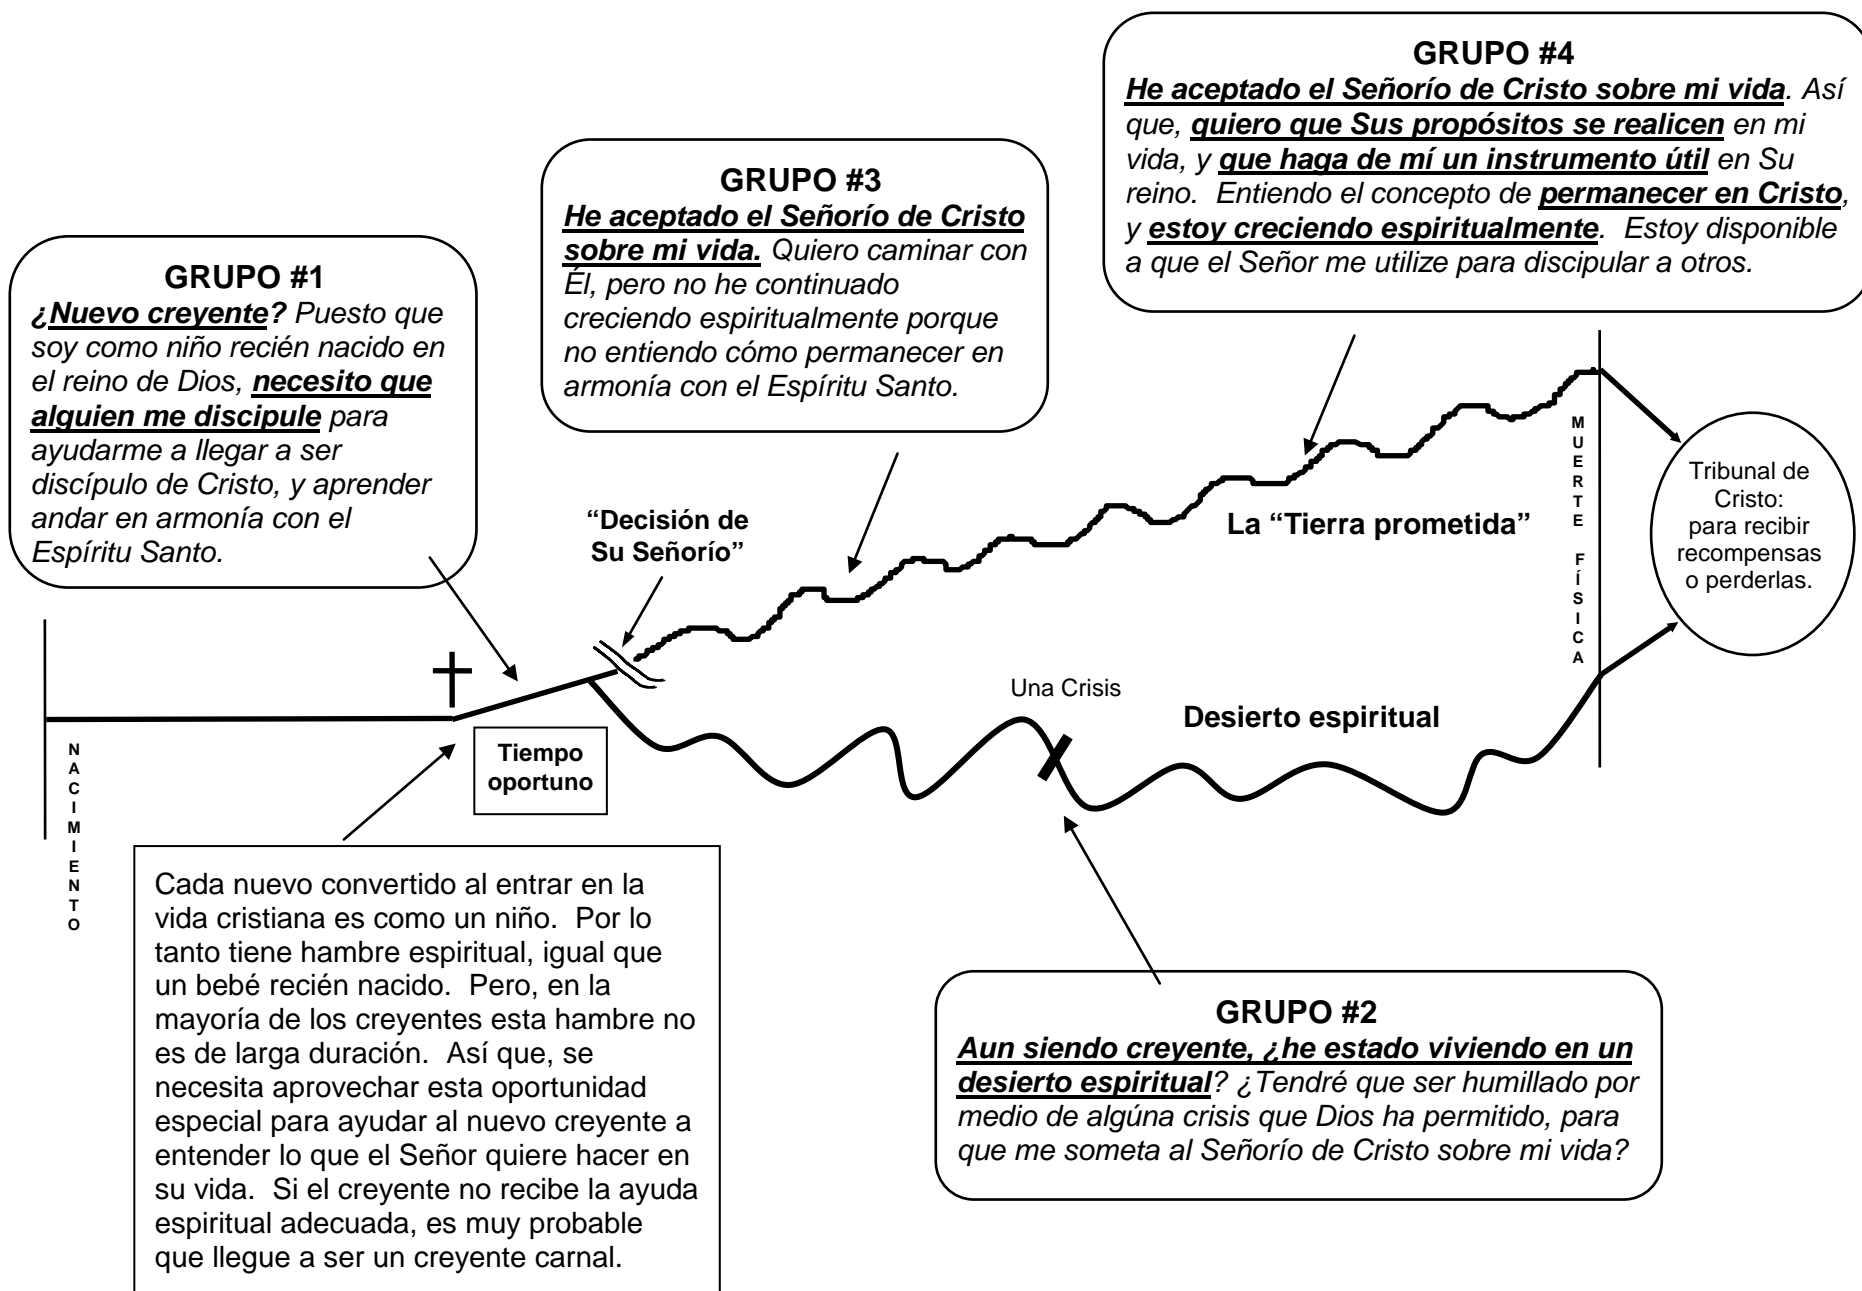 GRUPO #1
¿Nuevo creyente? Puesto que
soy como niño recién nacido en
el reino de Dios, necesito que
alguien me discipule para
ayudarme a llegar a ser
discípulo de Cristo, y aprender
andar en armonía con el
Espíritu Santo.
GRUPO #3
He aceptado el Señorío de Cristo
sobre mi vida. Quiero caminar con
Él, pero no he continuado
creciendo espiritualmente porque
no entiendo cómo permanecer en
armonía con el Espíritu Santo.
GRUPO #4
He aceptado el Señorío de Cristo sobre mi vida. Así
que, quiero que Sus propósitos se realicen en mi
vida, y que haga de mí un instrumento útil en Su
reino. Entiendo el concepto de permanecer en Cristo,
y estoy creciendo espiritualmente. Estoy disponible
a que el Señor me utilize para discipular a otros.
“Decisión de
Su Señorío”
La “Tierra prometida”
MUERTE FÍSICA
Tribunal de
Cristo:
para recibir
recompensas
o perderlas.
Una Crisis
Desierto espiritual
NACIMIENTO
Tiempo
oportuno
Cada nuevo convertido al entrar en la
vida cristiana es como un niño. Por lo
tanto tiene hambre espiritual, igual que
un bebé recién nacido. Pero, en la
mayoría de los creyentes esta hambre no
es de larga duración. Así que, se
necesita aprovechar esta oportunidad
especial para ayudar al nuevo creyente a
entender lo que el Señor quiere hacer en
su vida. Si el creyente no recibe la ayuda
espiritual adecuada, es muy probable
que llegue a ser un creyente carnal.
GRUPO #2
Aun siendo creyente, ¿he estado viviendo en un
desierto espiritual? ¿Tendré que ser humillado por
medio de algúna crisis que Dios ha permitido, para
que me someta al Señorío de Cristo sobre mi vida?